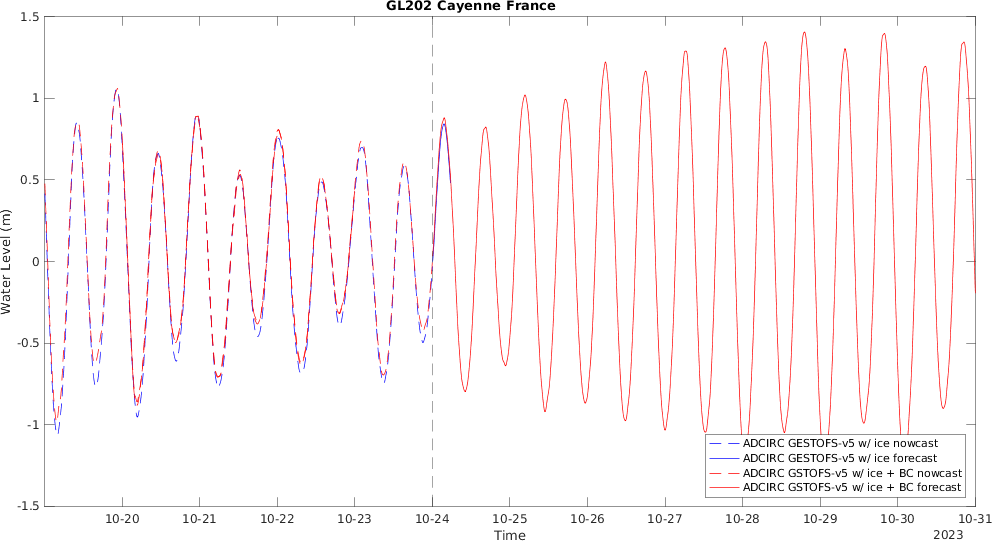 GL202 Cayenne France
1.5
1
0.5
0
-0.5
-1
-1.5
Water Level (m)
10-20
10-21
10-22
10-23
10-24
10-25
10-26
10-27
10-28
10-29
10-30
10-31
Time
2023
ADCIRC GESTOFS-v5 w/ ice nowcast
ADCIRC GESTOFS-v5 w/ ice forecast
ADCIRC GSTOFS-v5 w/ ice + BC nowcast
ADCIRC GSTOFS-v5 w/ ice + BC forecast